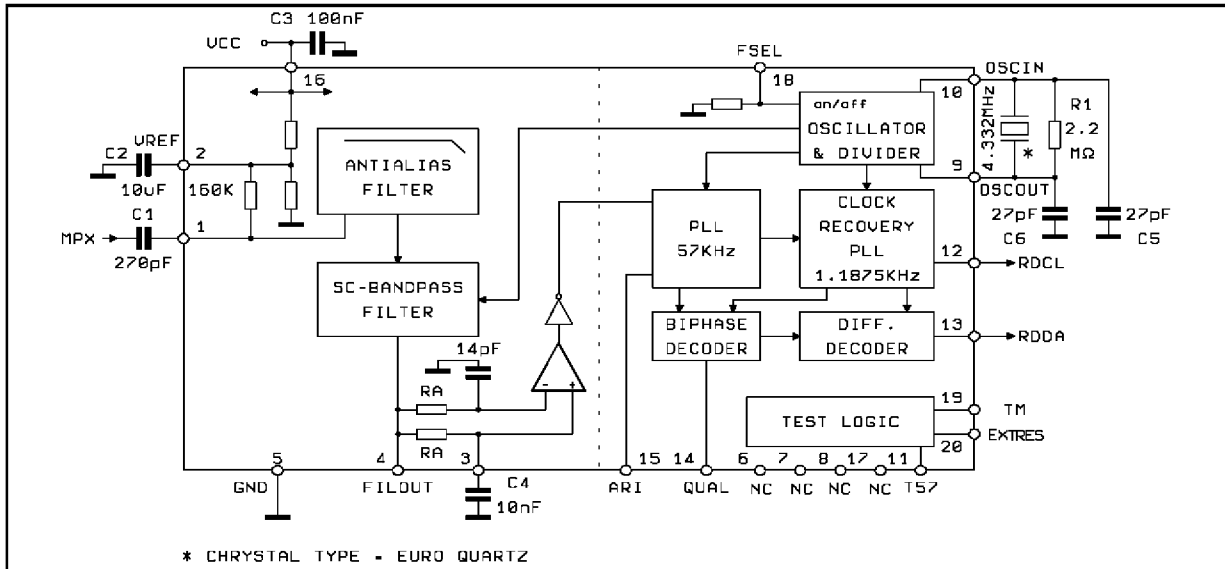 C3 100nF
VCC
FSEL
16
18
OSCIN
10
on/off
OSCILLATOR
& DIVIDER
4.332MHz
*
R1
2.2
MΩ
C2
VREF
2
10uF
160K
ANTIALIAS
FILTER
9
OSCOUT
C1
1
MPX
270pF
PLL
57KHz
CLOCK
RECOVERY
PLL
1.1875KHz
27pF
C6
27pF
C5
12
RDCL
SC-BANDPASS
FILTER
BIPHASE
DECODER
DIFF.
DECODER
13
RDDA
14pF
- +
RA
RA
TEST LOGIC
19
TM
20
EXTRES
5
4
3
15
14
6
7
8
17
11
GND
FILOUT
C4
10nF
ARI
QUAL
NC
NC
NC
NC
T57
* CHRYSTAL TYPE - EURO QUARTZ